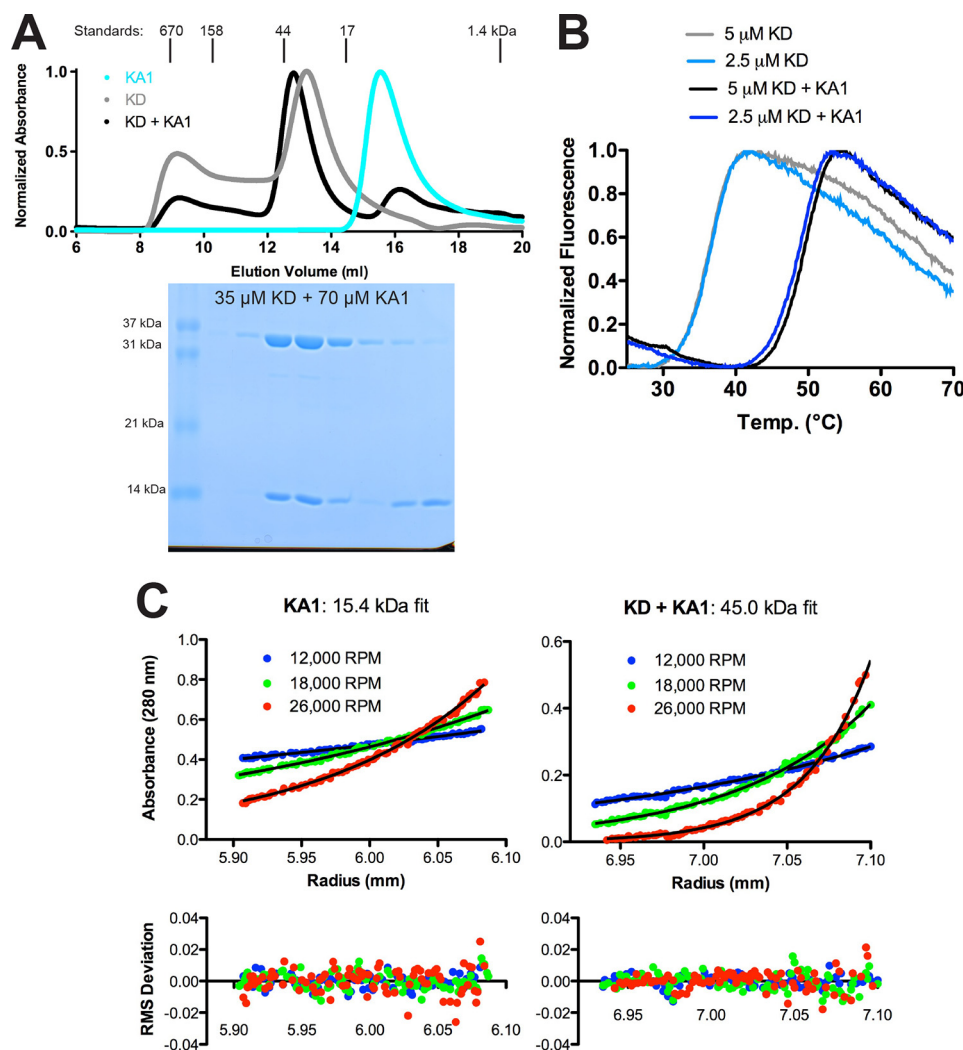 A
Standards: 670 158 44 17 1.4 kDa
Normalized Absorbance
1.0
0.5
0.0
KA1
KD
KD + KA1
6 8 10 12 14 16 18 20
Elution Volume (ml)
35 µM KD + 70 µM KA1
37 kDa
31 kDa
21 kDa
14 kDa
B
5 µM KD
2.5 µM KD
5 µM KD + KA1
2.5 µM KD + KA1
Normalized Fluorescence
1.0
0.8
0.6
0.4
0.2
0.0
30 40 50 60 70
Temp. (°C)
C
KA1: 15.4 kDa fit
Absorbance (280 nm)
1.0
0.8
0.6
0.4
0.2
0.0
12,000 RPM
18,000 RPM
26,000 RPM
5.90 5.95 6.00 6.05 6.10
Radius (mm)
KD + KA1: 45.0 kDa fit
0.6
0.4
0.2
0.0
12,000 RPM
18,000 RPM
26,000 RPM
6.95 7.00 7.05 7.10
Radius (mm)
RMS Deviation
0.04
0.02
0.00
-0.02
-0.04
5.90 5.95 6.00 6.05 6.10
0.04
0.02
0.00
-0.02
-0.04
6.95 7.00 7.05 7.10